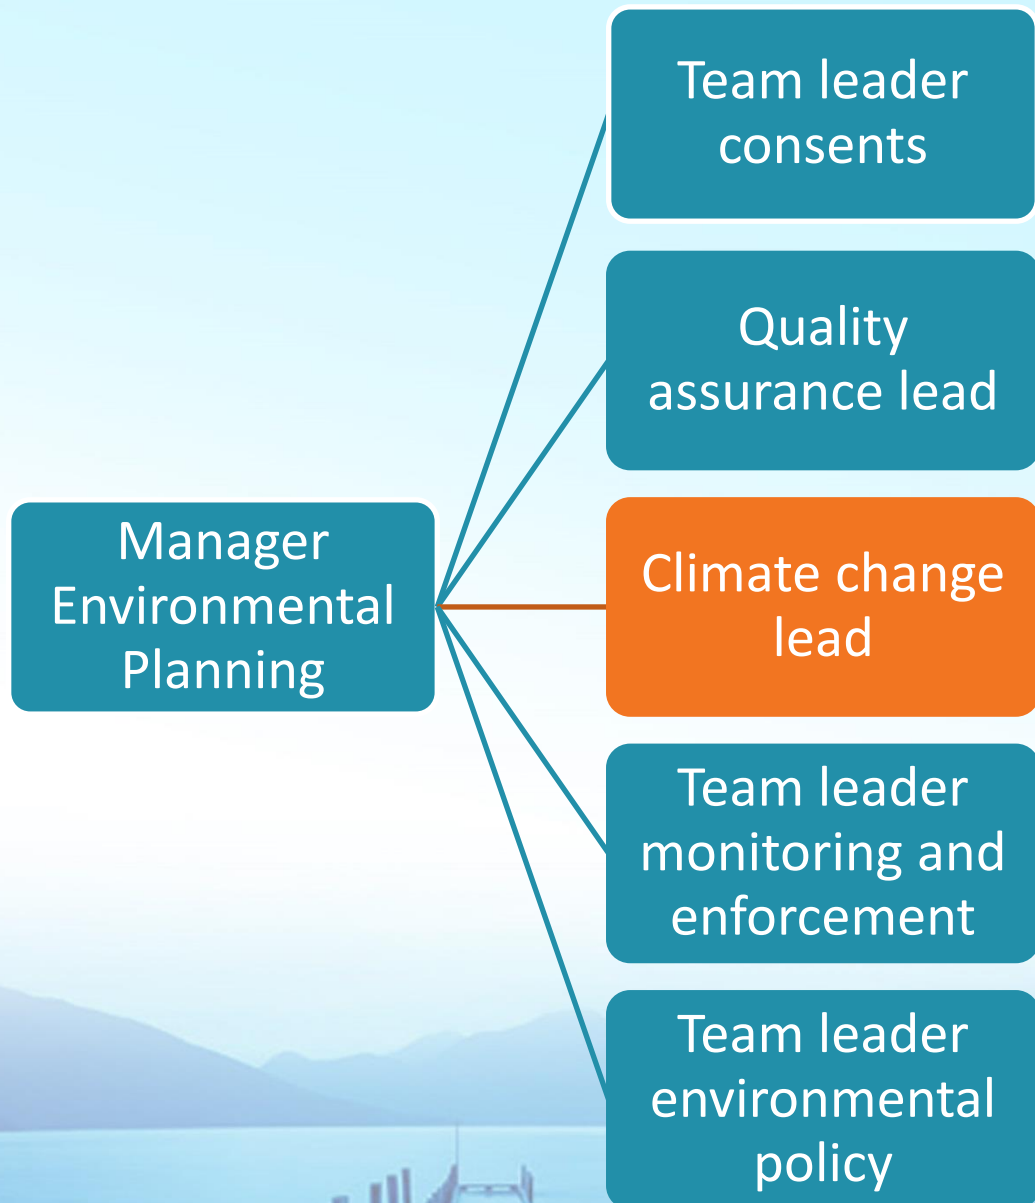 Team leader
consents
Quality
assurance lead
Manager
Environmental
Planning
Climate change
lead
Team leader
monitoring and
enforcement
Team leader
environmental
policy